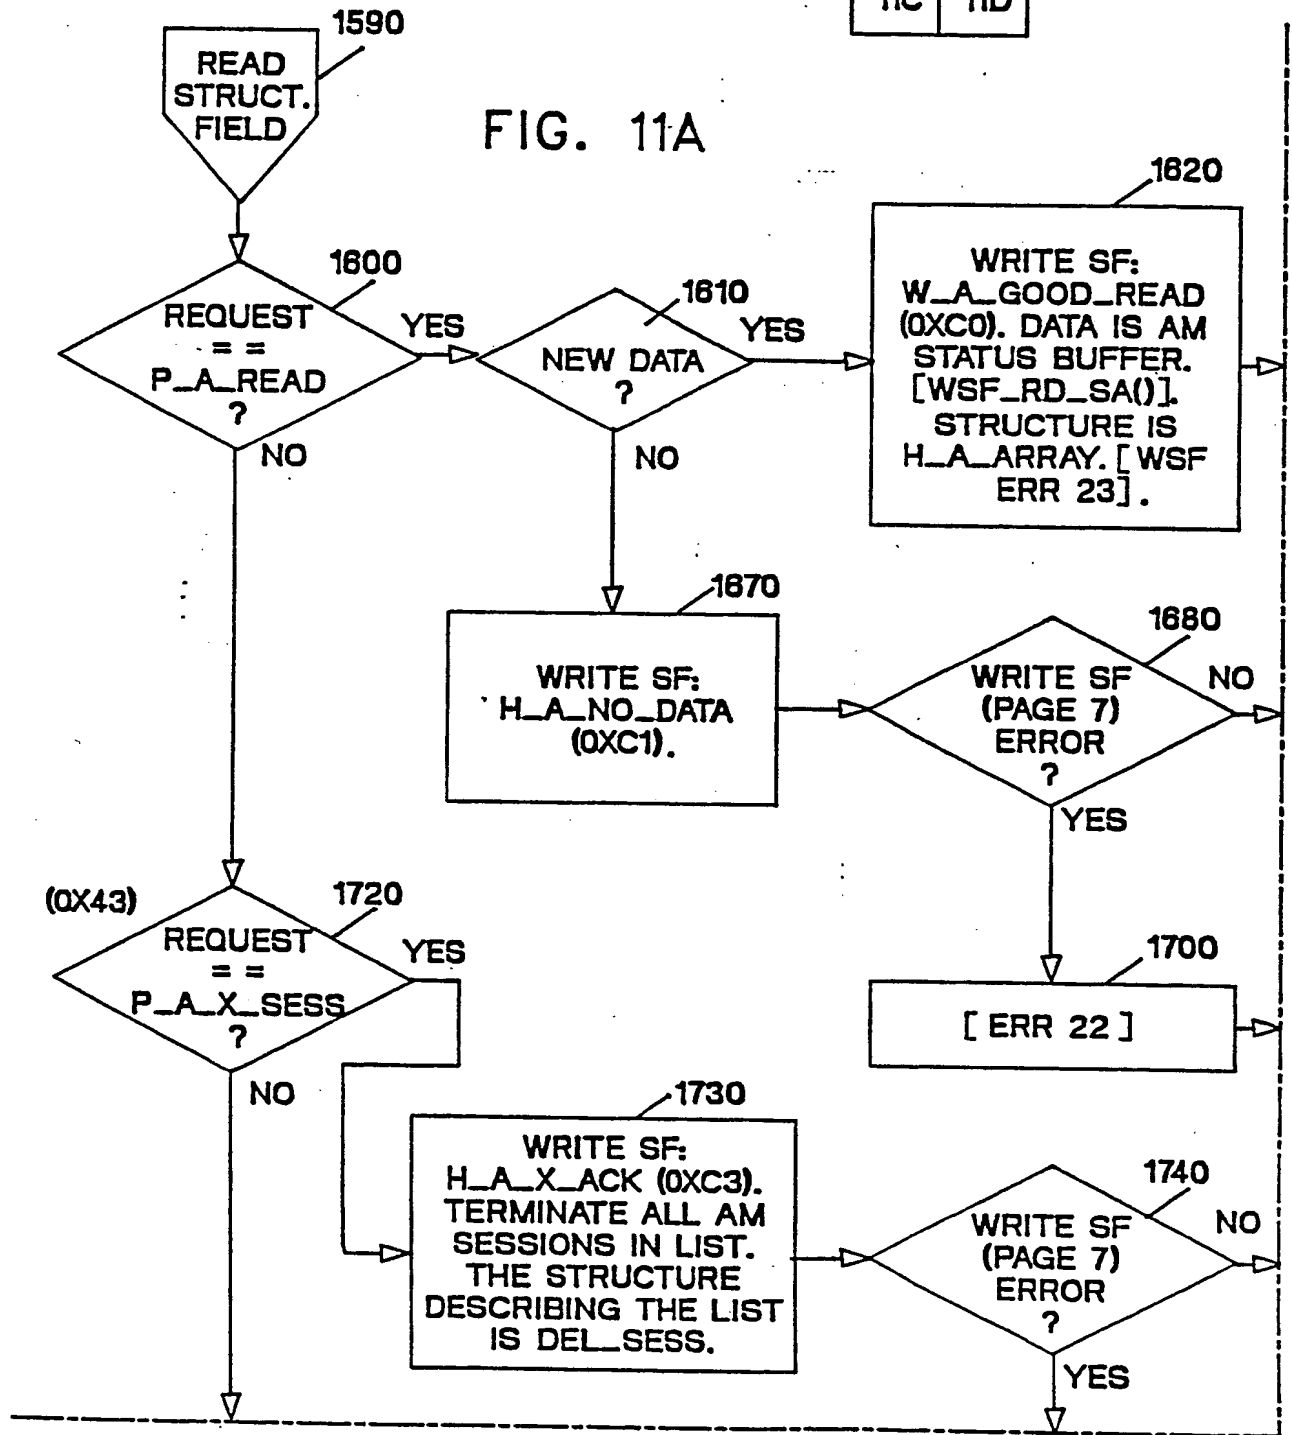 11C 11D
1590
READ
STRUCT.
FIELD
FIG. 11A
1600
REQUEST
= =
P_A_READ
?
YES
NO
1610
NEW DATA
?
YES
NO
1620
WRITE SF:
W_A_GOOD_READ
(0XC0). DATA IS AM
STATUS BUFFER.
[WSF_RD_SA()].
STRUCTURE IS
H_A_ARRAY. [WSF
ERR 23].
1670
WRITE SF:
H_A_NO_DATA
(0XC1).
1680
WRITE SF
(PAGE 7)
ERROR
?
NO
YES
1700
[ ERR 22 ]
(0X43)
1720
REQUEST
= =
P_A_X_SESS
?
YES
NO
1730
WRITE SF:
H_A_X_ACK (0XC3).
TERMINATE ALL AM
SESSIONS IN LIST.
THE STRUCTURE
DESCRIBING THE LIST
IS DEL_SESS.
1740
WRITE SF
(PAGE 7)
ERROR
?
NO
YES